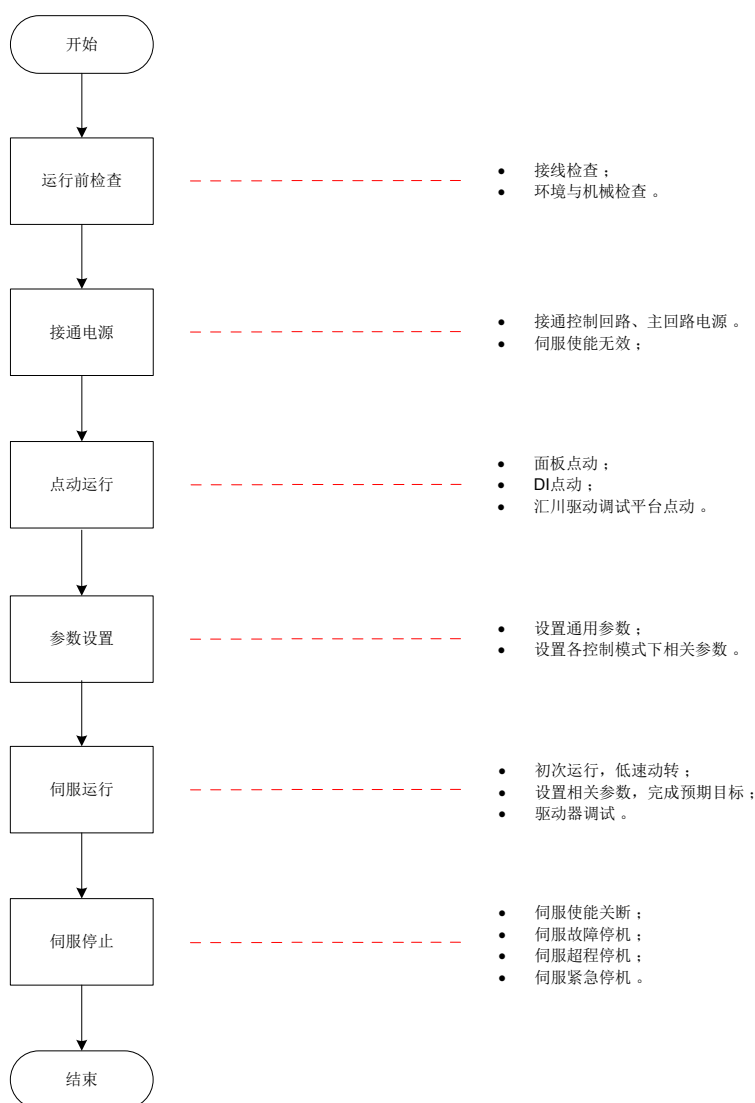 开始
运行前检查
● 接线检查；
● 环境与机械检查。
接通电源
● 接通控制回路、主回路电源。
● 伺服使能无效；
点动运行
● 面板点动；
● DI点动；
● 汇川驱动调试平台点动。
参数设置
● 设置通用参数；
● 设置各控制模式下相关参数。
伺服运行
● 初次运行，低速动转；
● 设置相关参数，完成预期目标；
● 驱动器调试。
伺服停止
● 伺服使能关断；
● 伺服故障停机；
● 伺服超程停机；
● 伺服紧急停机。
结束